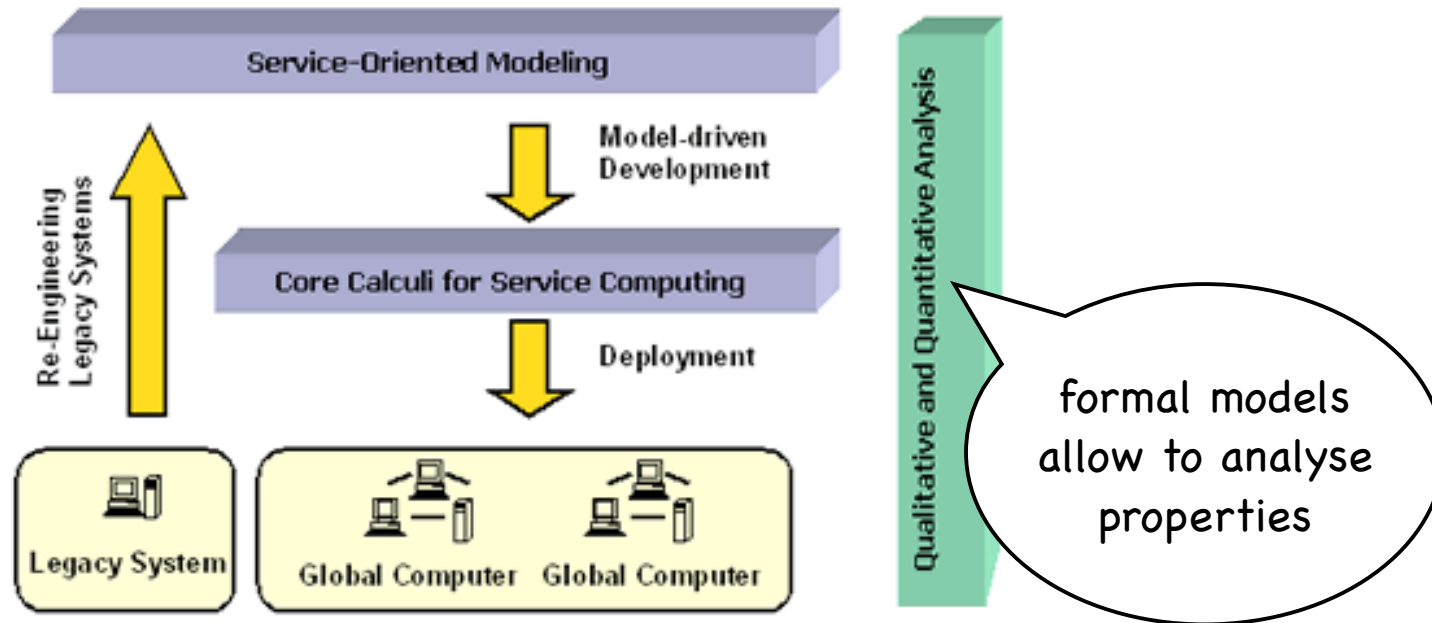 Service-Oriented Modeling
Model-driven
Development
Re-Engineering
Legacy Systems
Core Calculi for Service Computing
Deployment
Legacy System
Global Computer
Global Computer
Qualitative and Quantitative Analysis
formal models
allow to analyse
properties